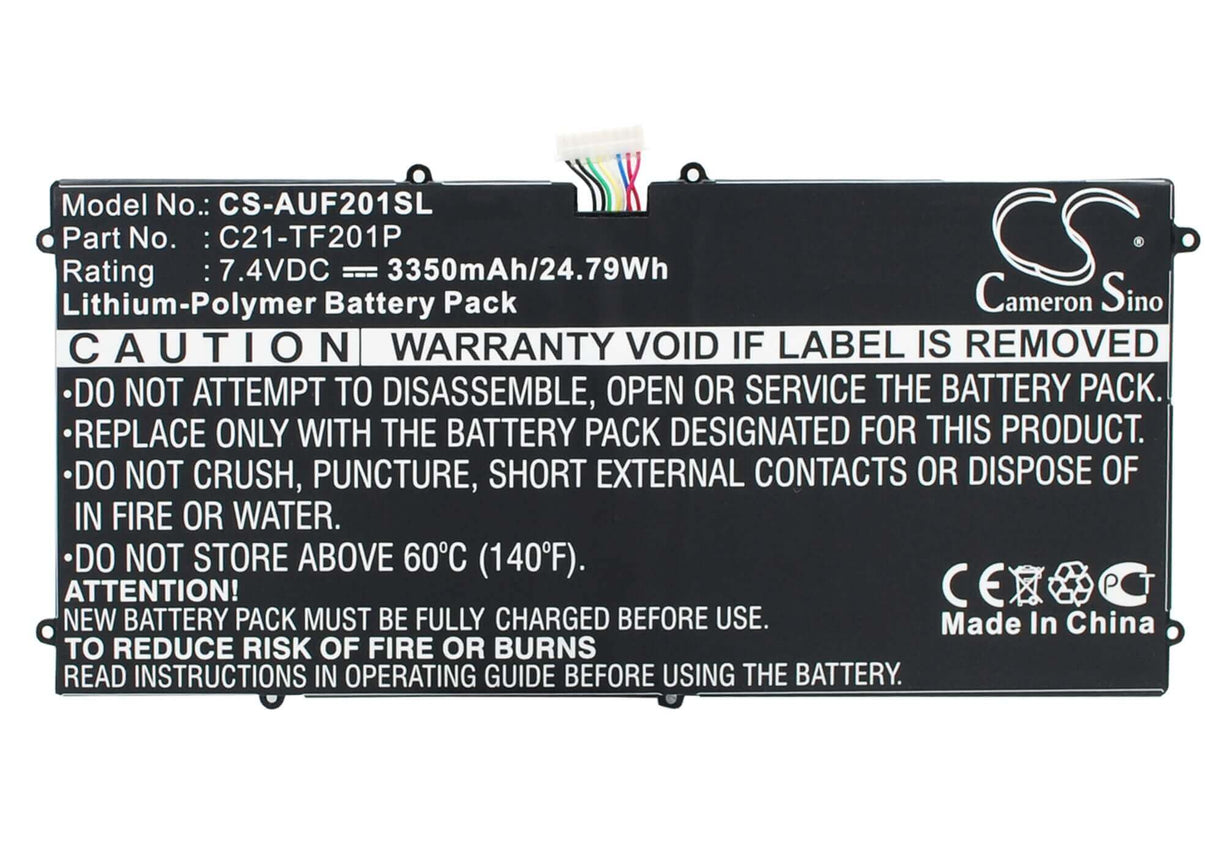 Model No.: CS-AUF201SL
Part No. : C21-TF201P
Rating : 7.4VDC 3350mAh/24.79Wh
Lithium-Polymer Battery Pack
® 
Cameron Sino
CAUTION WARRANTY VOID IF LABEL IS REMOVED
•DO NOT ATTEMPT TO DISASSEMBLE, OPEN OR SERVICE THE BATTERY PACK.
•REPLACE ONLY WITH THE BATTERY PACK DESIGNATED FOR THIS PRODUCT.
•DO NOT CRUSH, PUNCTURE, SHORT EXTERNAL CONTACTS OR DISPOSE OF
IN FIRE OR WATER.
•DO NOT STORE ABOVE 60ºC (140ºF).
ATTENTION!
NEW BATTERY PACK MUST BE FULLY CHARGED BEFORE USE.
TO REDUCE RISK OF FIRE OR BURNS
READ INSTRUCTIONS IN OPERATING GUIDE BEFORE USING THE BATTERY.
CE PCT
Made In China